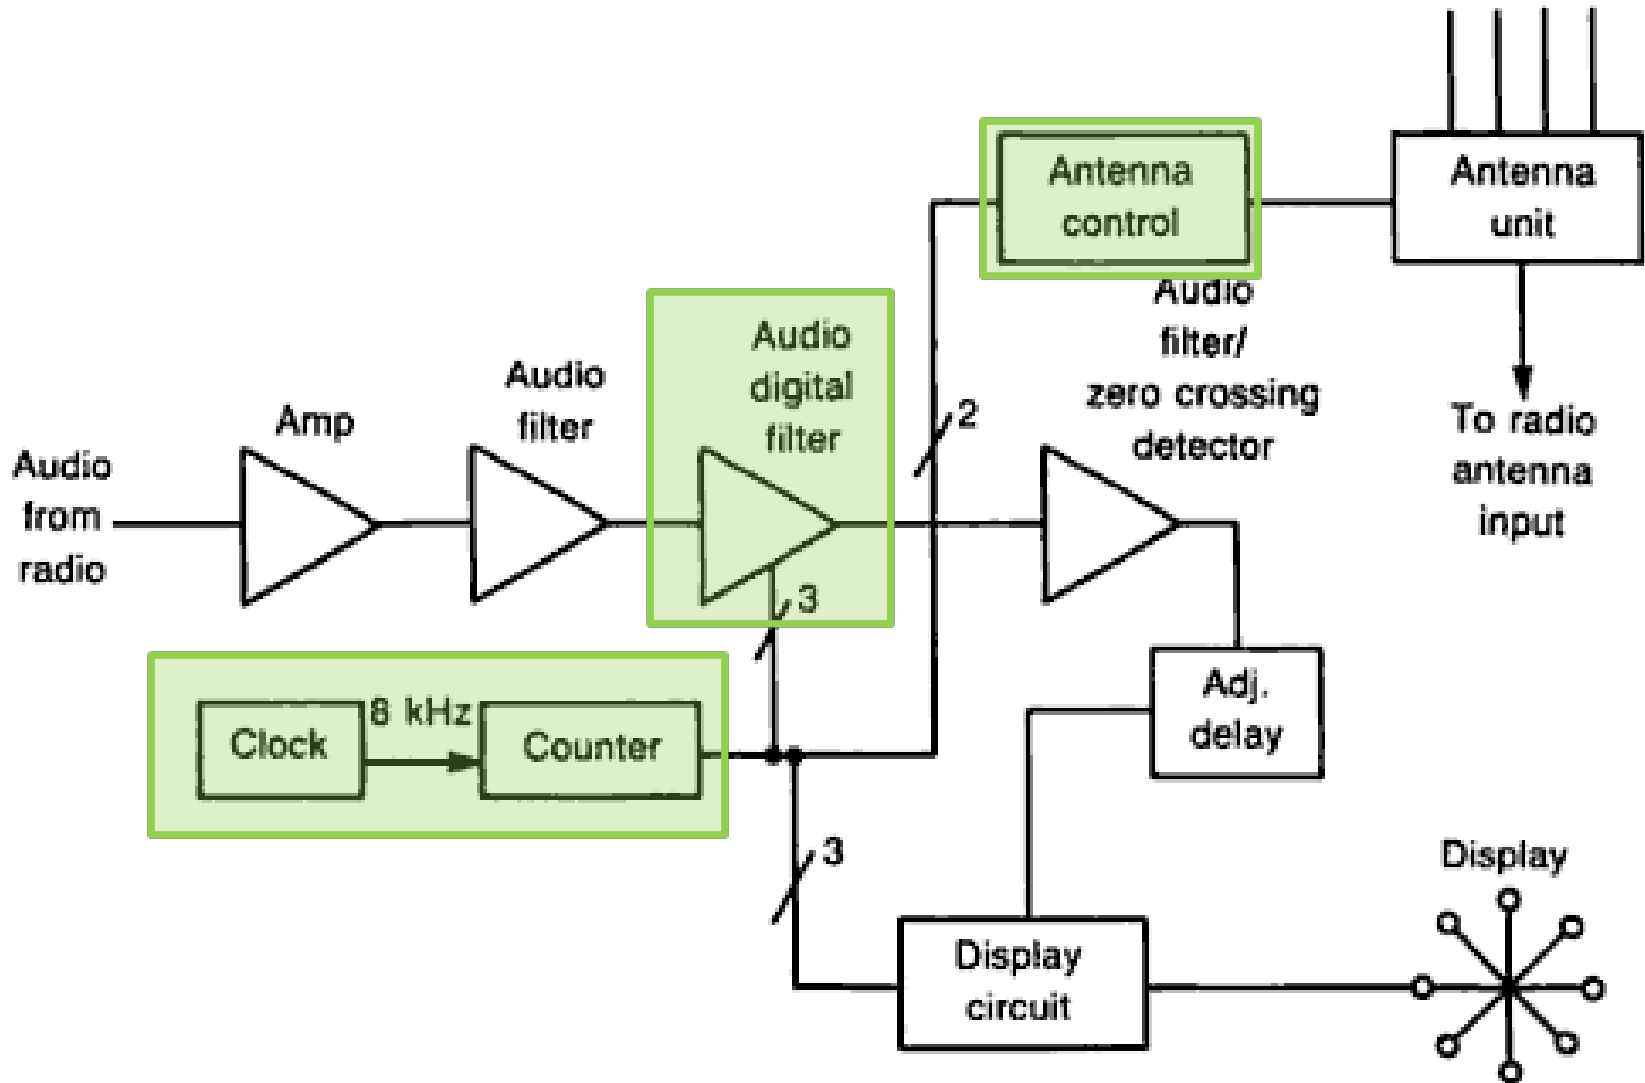 Antenna
control
Antenna
unit
Audio
filter/
zero crossing
detector
To radio
antenna
input
Audio
digital
filter
2
Audio
filter
Amp
Audio
from
radio
3
8 kHz
Clock
Counter
Adj.
delay
3
Display
circuit
Display